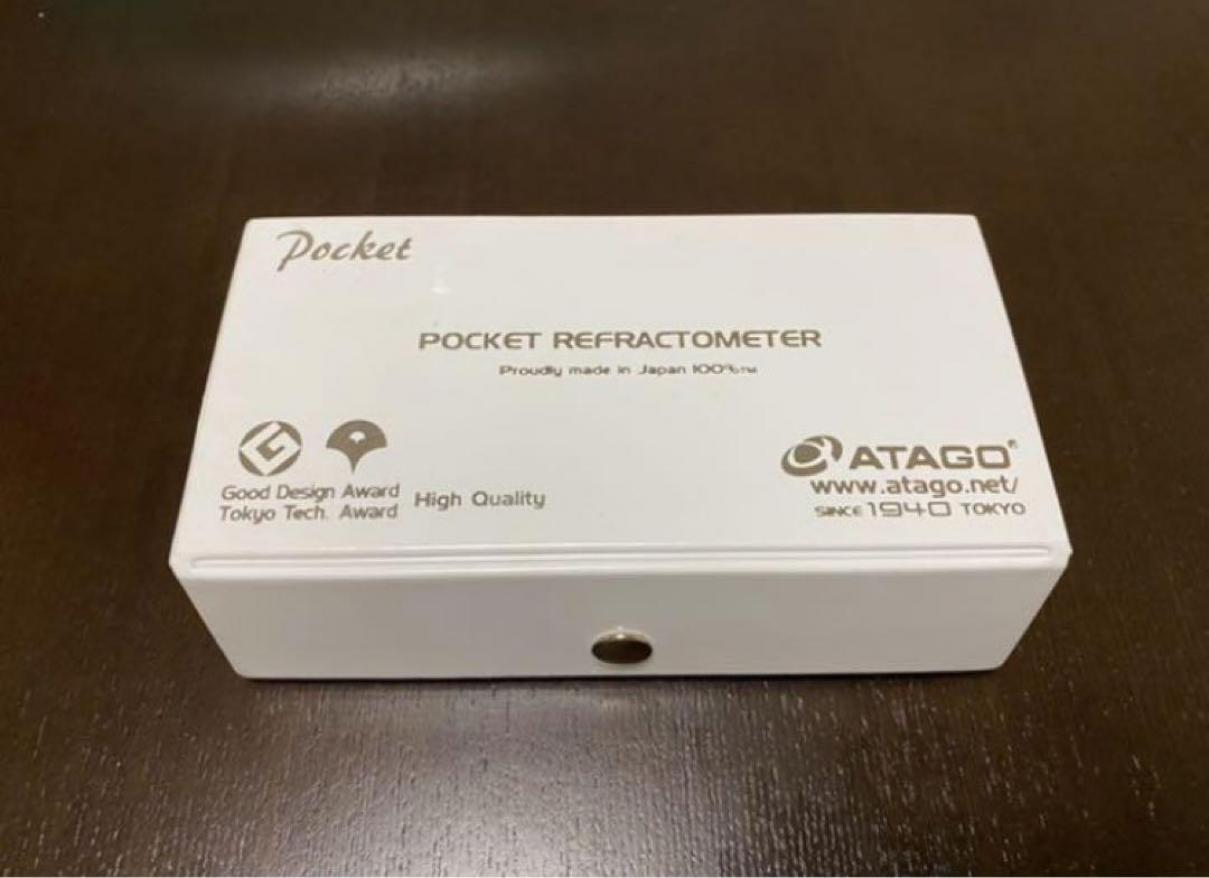 Pocket
POCKET REFRACTOMETER
Proudly made in Japan 100%TM
Good Design Award
Tokyo Tech. Award
High Quality
ATAGO®
www.atago.net/
SINCE 1940 TOKYO